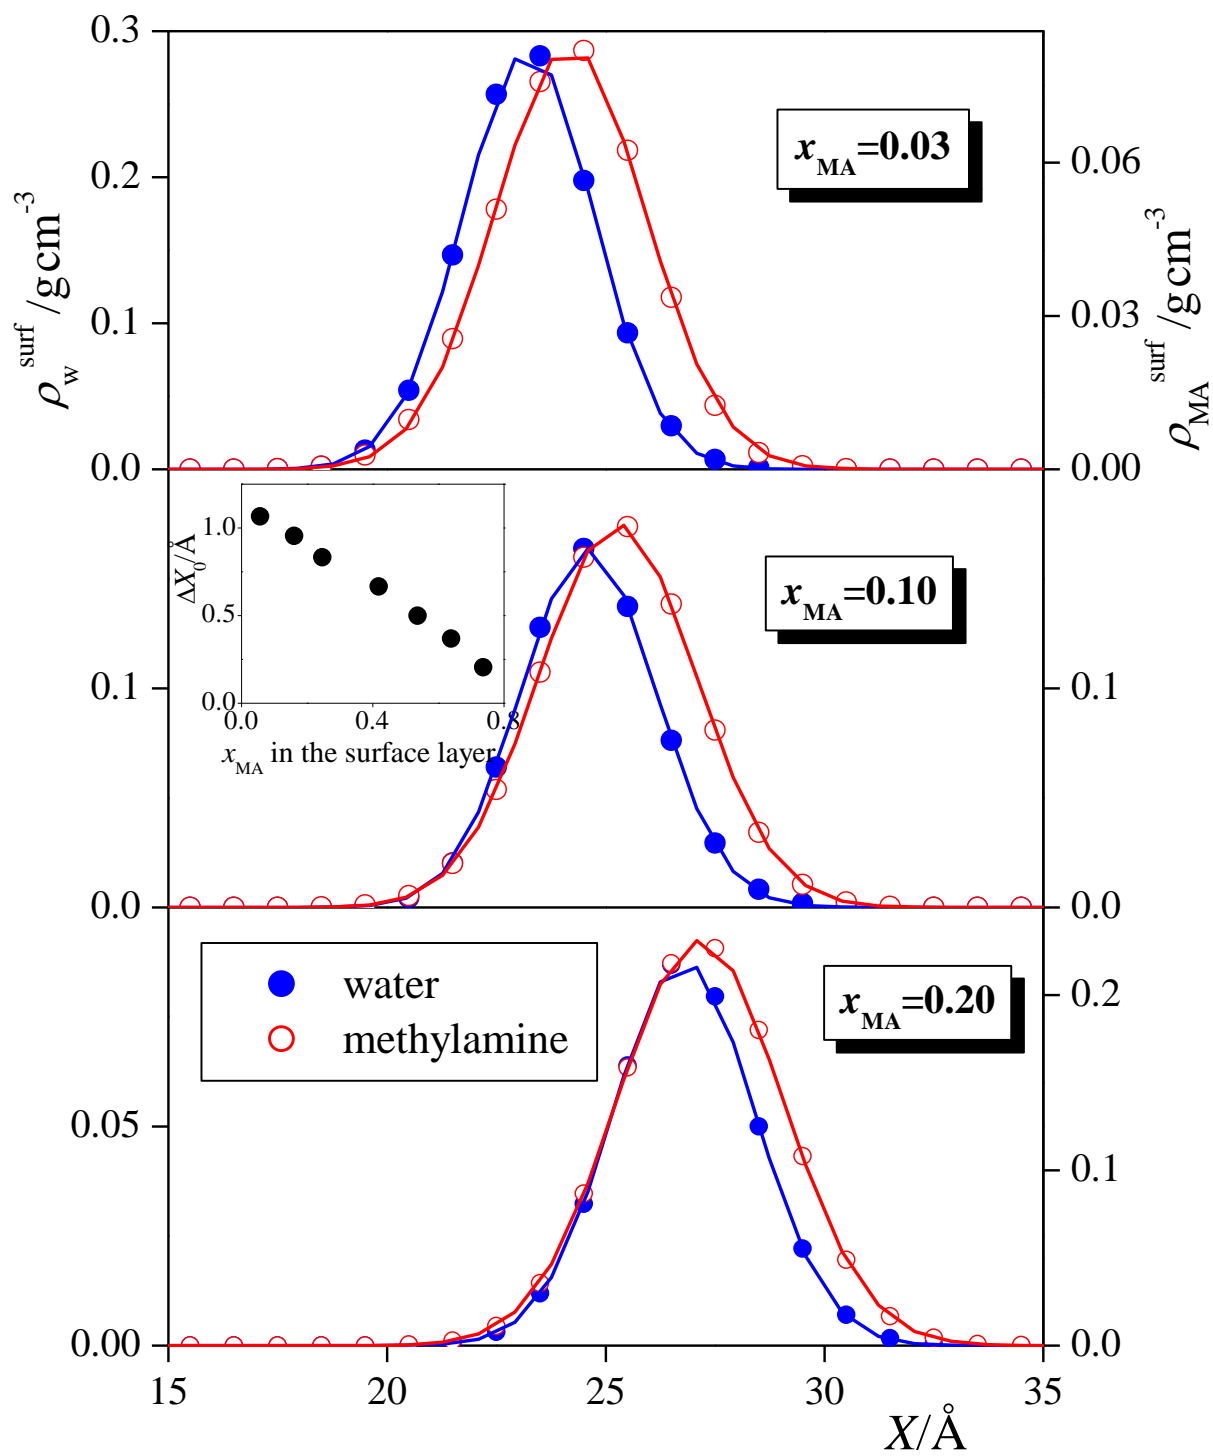 0.3
0.2
0.1
0.0
ρ_w^surf /g cm^-3
x_MA=0.03
0.06
0.03
0.00
ρ_MA^surf /g cm^-3
1.0
0.5
0.0
ΔX_0/Å
0.0 0.4 0.8
x_MA in the surface layer
x_MA=0.10
0.1
0.0
0.1
0.0
water
methylamine
x_MA=0.20
0.05
0.00
0.2
0.1
0.0
15 20 25 30 35
X/Å